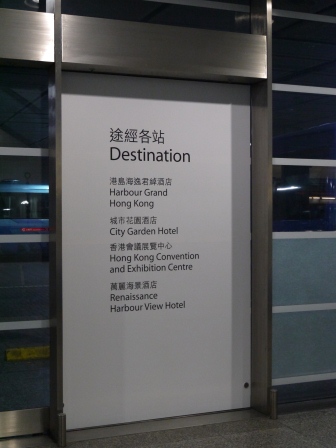 途經各站
Destination
港島海逸君綽酒店
Harbour Grand
Hong Kong
城市花園酒店
City Garden Hotel
香港會議展覽中心
Hong Kong Convention
and Exhibition Centre
萬麗海景酒店
Renaissance
Harbour View Hotel